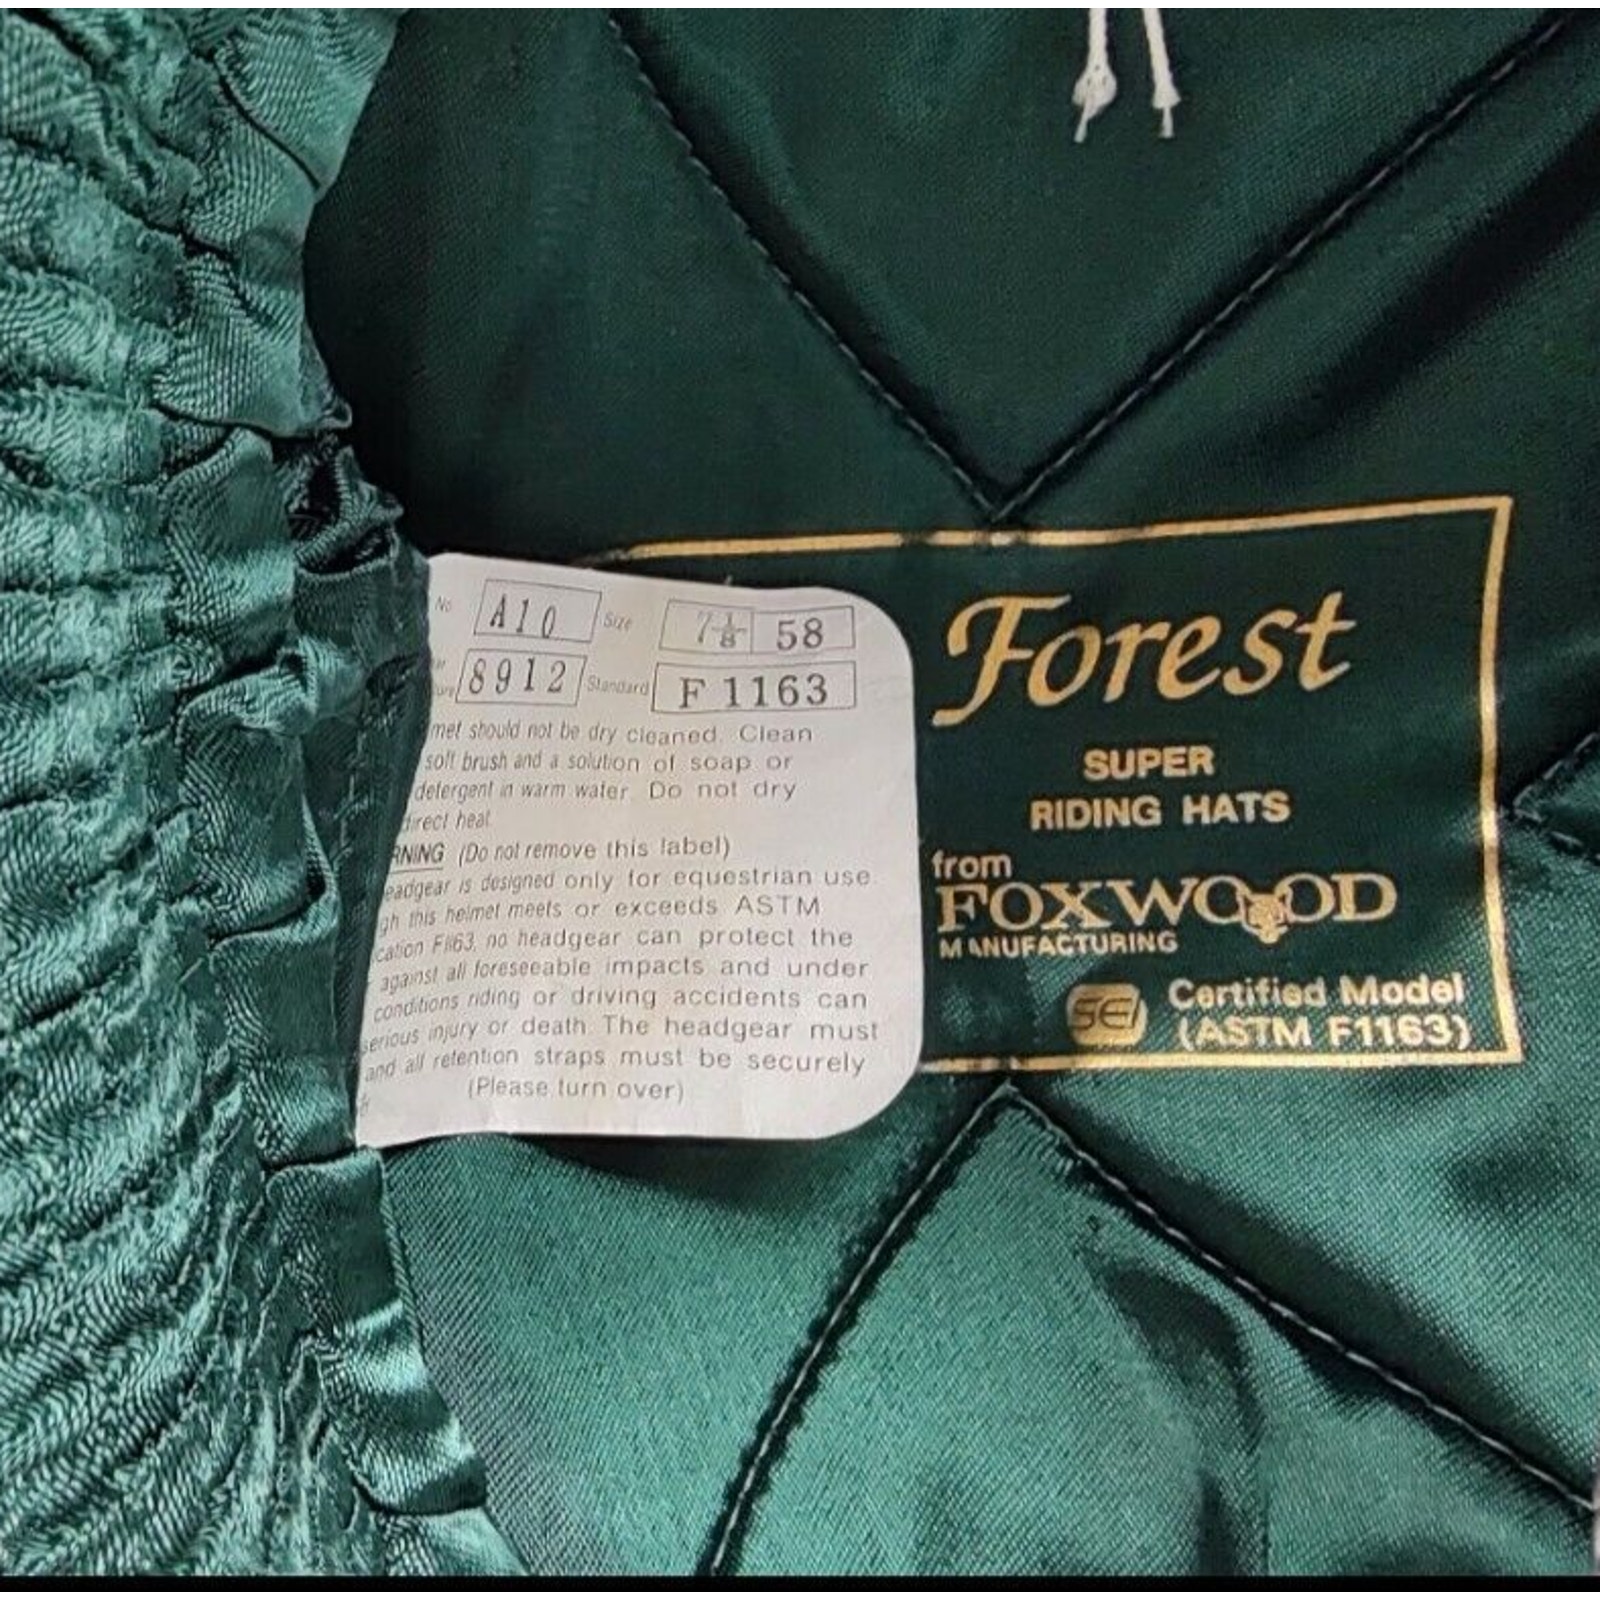 No A10 Size 7 1/8 58
8912 Standard F 1163
met should not be dry cleaned. Clean
soft brush and a solution of soap or
detergent in warm water. Do not dry
direct heat.
RNING (Do not remove this label)
eadgear is designed only for equestrian use.
gh this helmet meets or exceeds ASTM
cation F1163, no headgear can protect the
against all foreseeable impacts and under
conditions riding or driving accidents can
serious injury or death. The headgear must
and all retention straps must be securely
(Please turn over)
Forest
SUPER
RIDING HATS
from
FOXWOOD
MANUFACTURING
SEI Certified Model
(ASTM F1163)